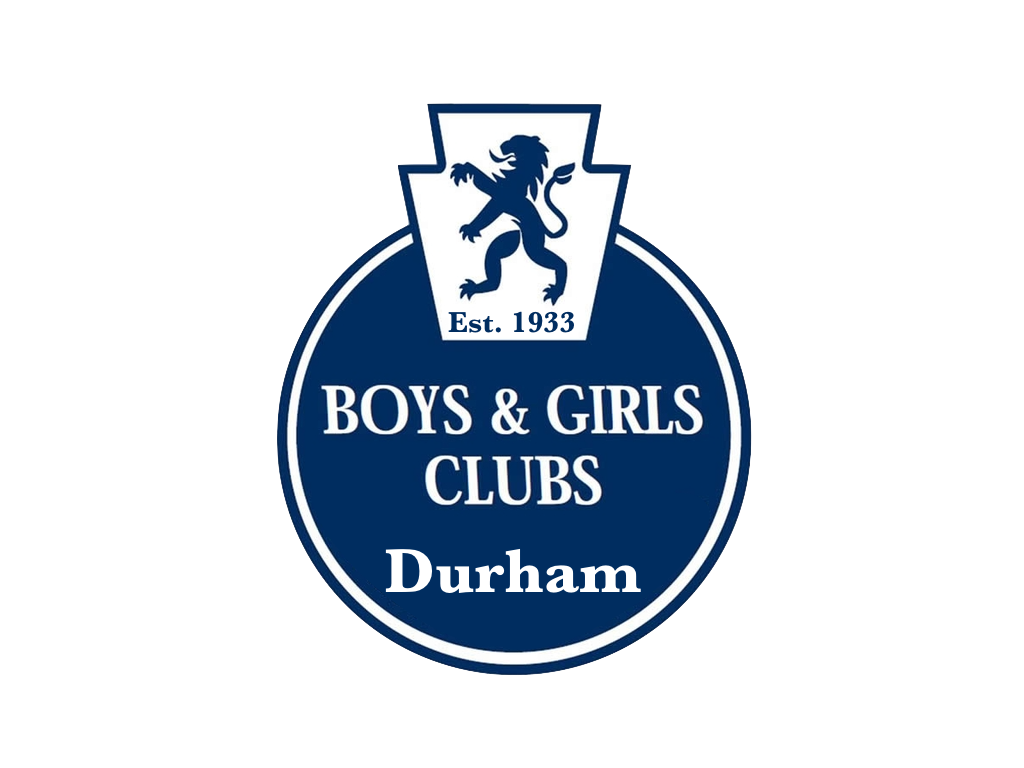 Est. 1933
BOYS & GIRLS
CLUBS
Durham